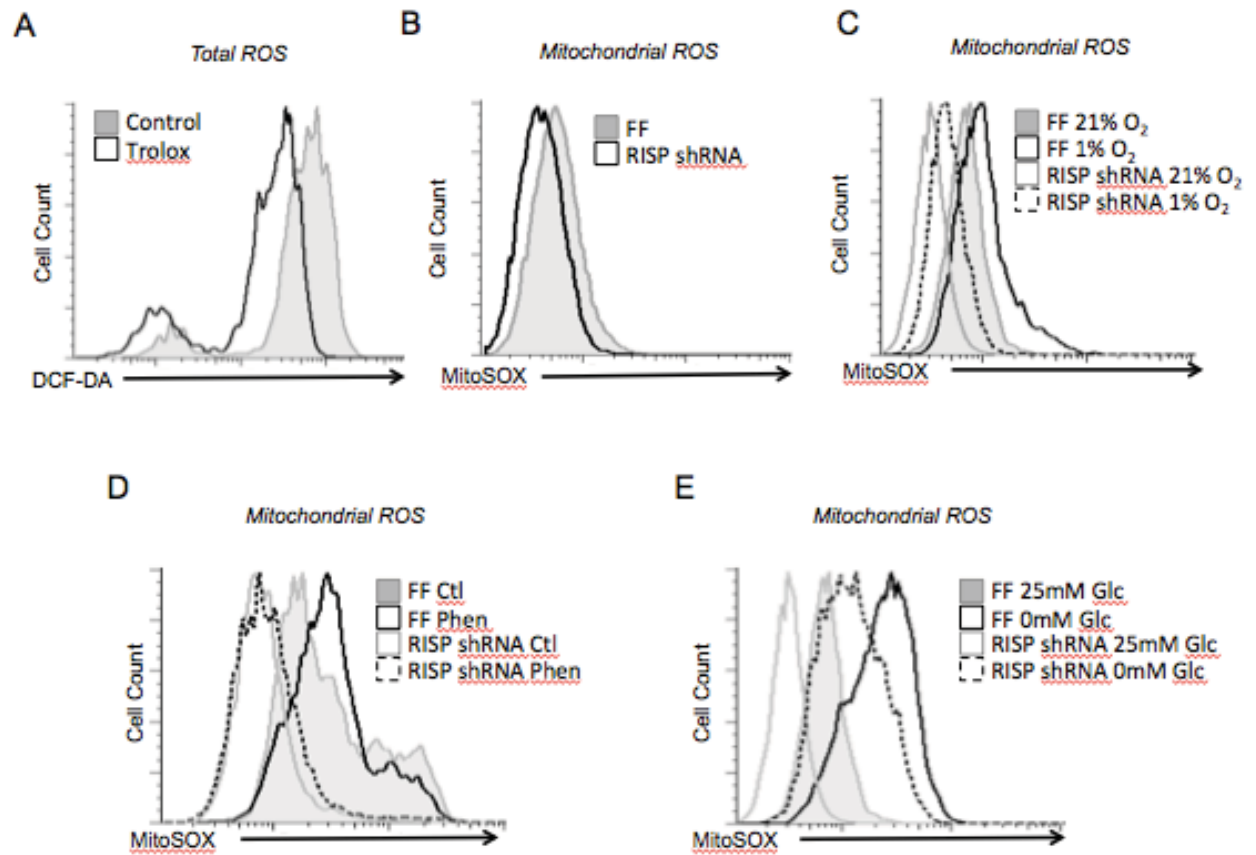 A
Total ROS
Control
Trolox
Cell Count
DCF-DA
B
Mitochondrial ROS
FF
RISP shRNA
Cell Count
MitoSOX
C
Mitochondrial ROS
FF 21% O₂
FF 1% O₂
RISP shRNA 21% O₂
RISP shRNA 1% O₂
Cell Count
MitoSOX
D
Mitochondrial ROS
FF Ctl
FF Phen
RISP shRNA Ctl
RISP shRNA Phen
Cell Count
MitoSOX
E
Mitochondrial ROS
FF 25mM Glc
FF 0mM Glc
RISP shRNA 25mM Glc
RISP shRNA 0mM Glc
Cell Count
MitoSOX